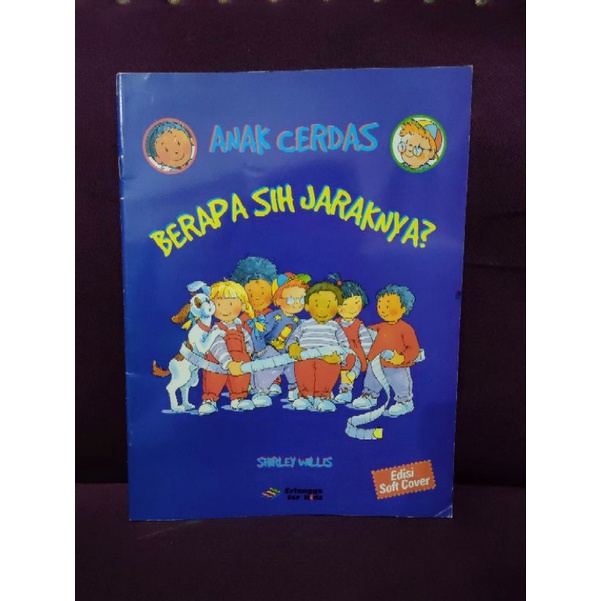 ANAK CERDAS
BERAPA SIH JARAKNYA?
SHIRLEY WILLIS
Erlangga
for Kids
Edisi
Soft Cover